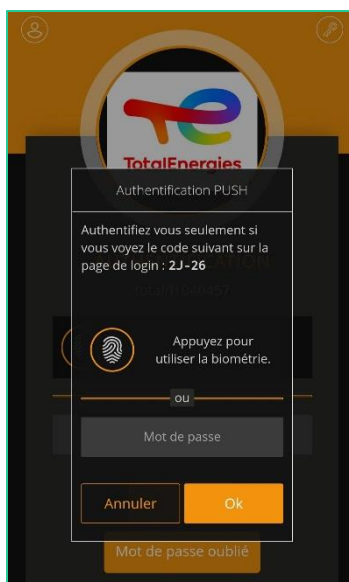 TotalEnergies
Authentification PUSH
Authentifiez vous seulement si
vous voyez le code suivant sur la
page de login : 2J-26
Appuyez pour
utiliser la biométrie.
ou
Mot de passe
Annuler
Ok
Mot de passe oublié